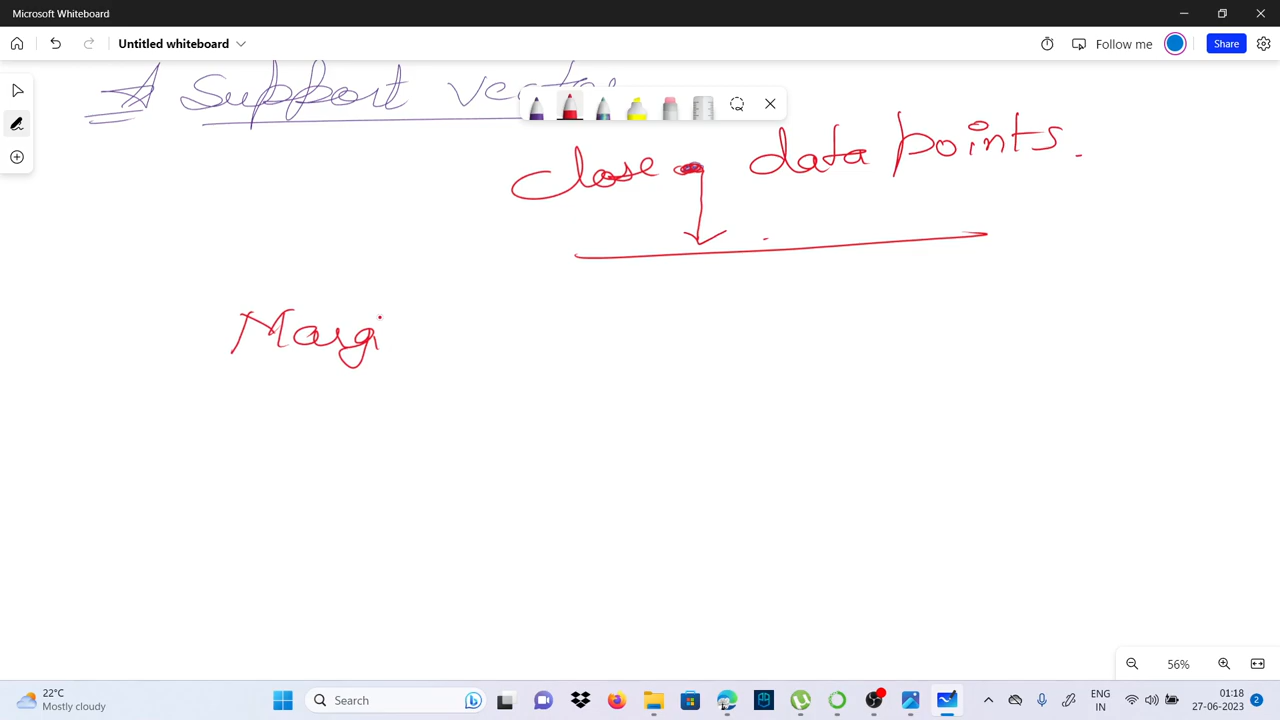 Microsoft Whiteboard
Untitled whiteboard
Follow me
Share
Support vector
close data points.
Margi
56%
22°C
Mostly cloudy
Search
ENG
IN
01:18
27-06-2023
2